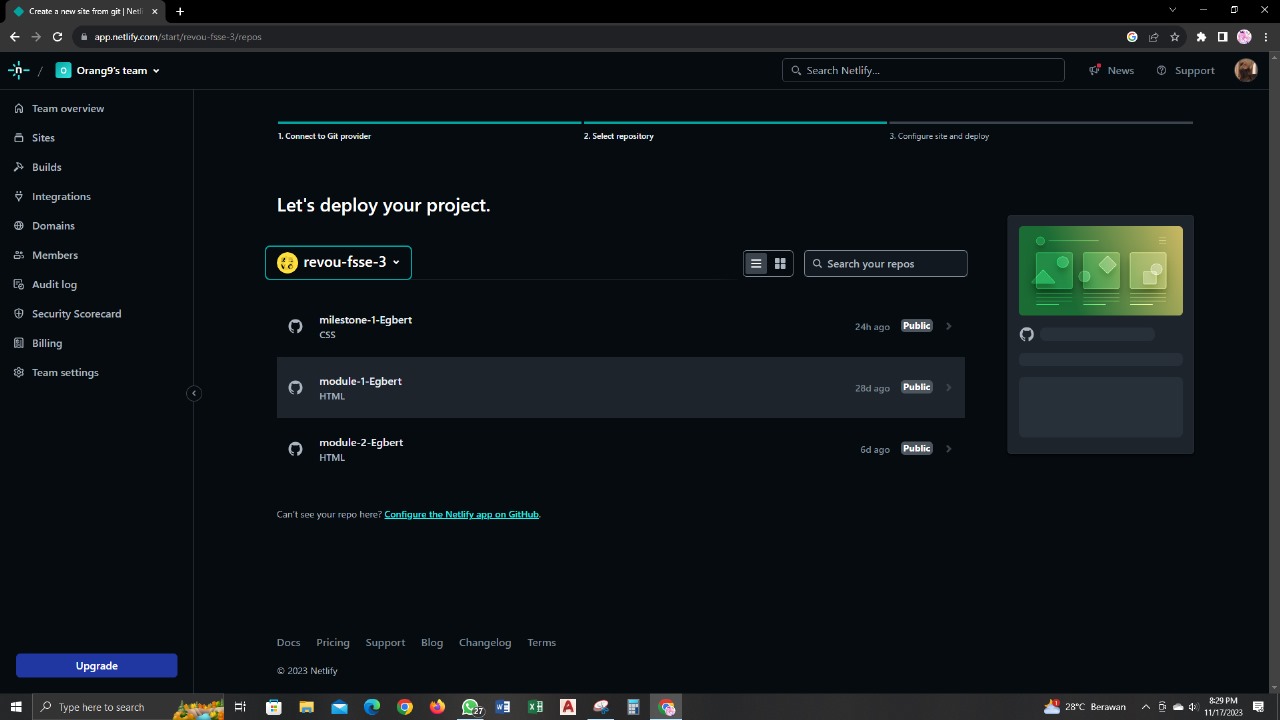 Create a new site from git | Netli
app.netlify.com/start/revou-fsse-3/repos
n / O Orang9's team
Search Netlify...
News
Support
Team overview
Sites
Builds
Integrations
Domains
Members
Audit log
Security Scorecard
Billing
Team settings
Upgrade
1. Connect to Git provider
2. Select repository
3. Configure site and deploy
Let's deploy your project.
revou-fsse-3
Search your repos
milestone-1-Egbert
CSS
24h ago Public
module-1-Egbert
HTML
28d ago Public
module-2-Egbert
HTML
6d ago Public
Can't see your repo here? Configure the Netlify app on GitHub.
Docs Pricing Support Blog Changelog Terms
© 2023 Netlify
Type here to search
27
28°C Berawan
8:29 PM
11/17/2023